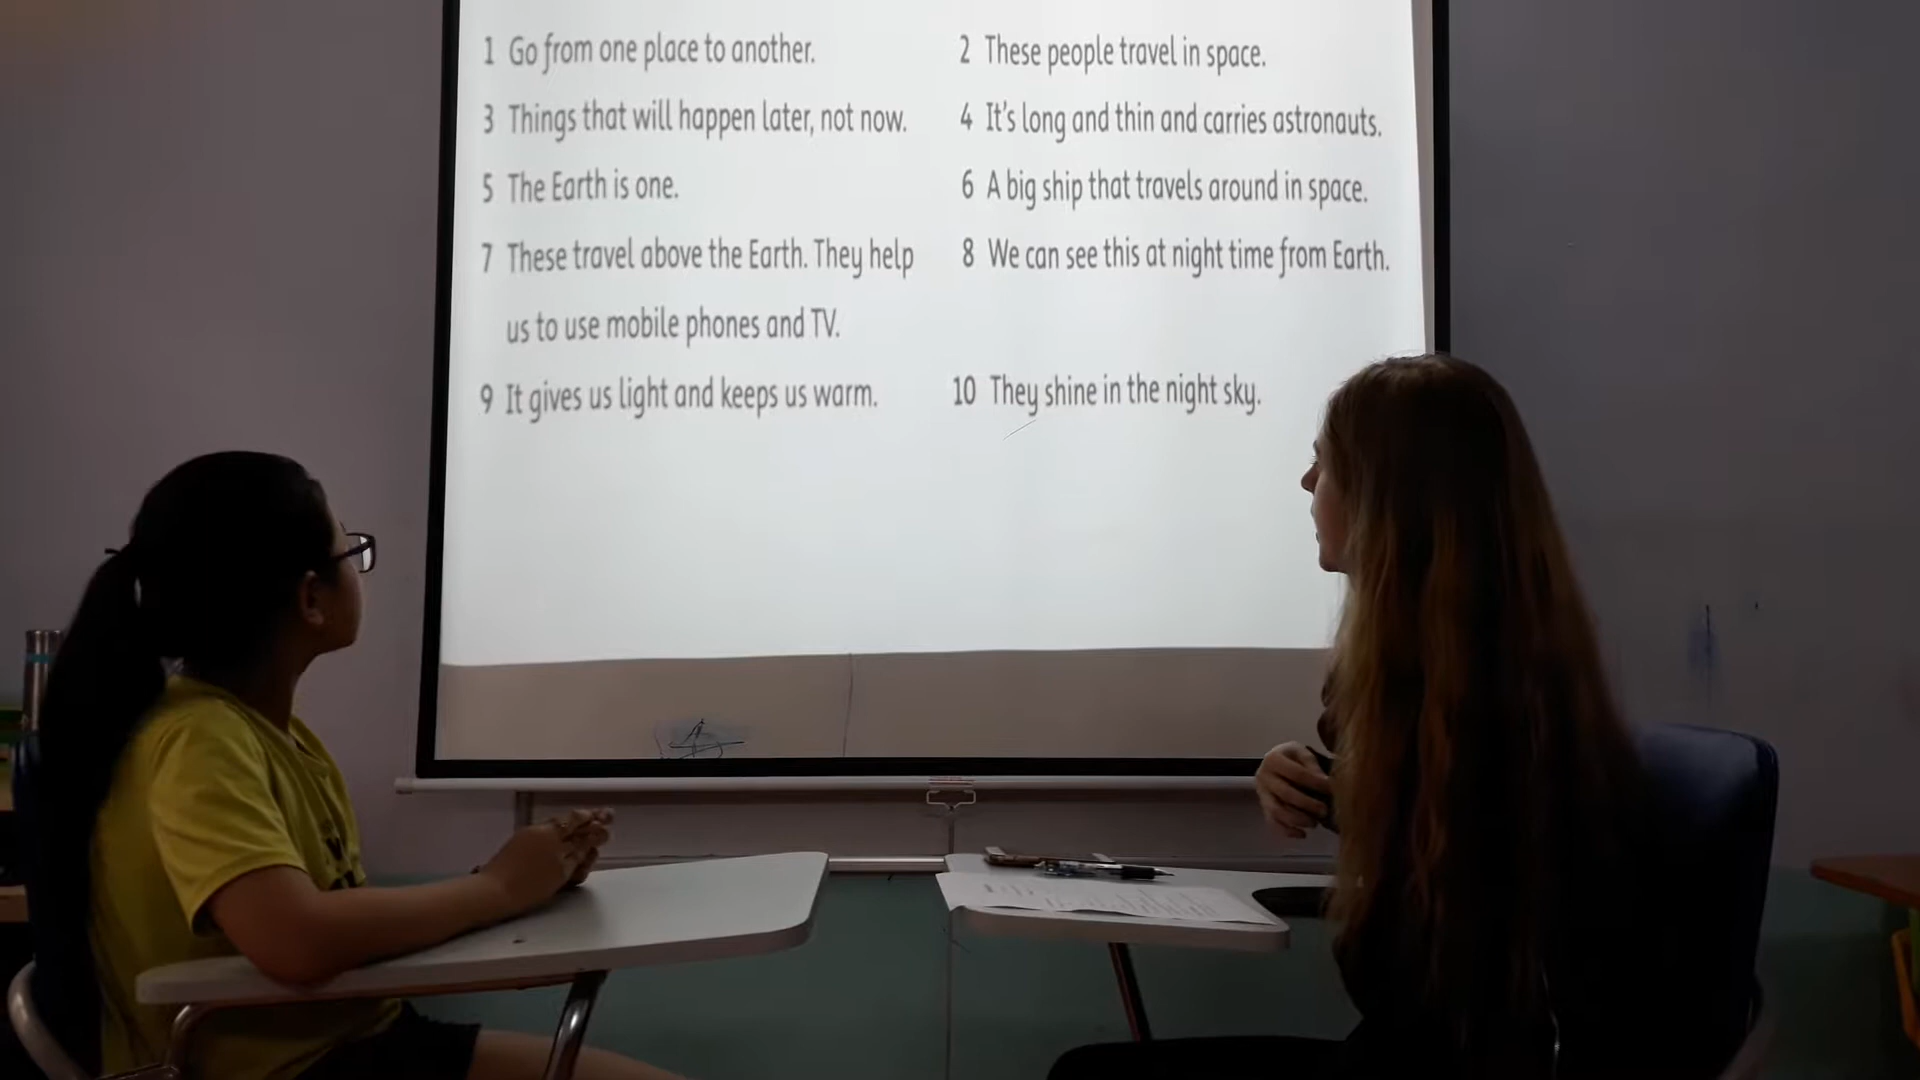 1 Go from one place to another.
2 These people travel in space.
3 Things that will happen later, not now.
4 It's long and thin and carries astronauts.
5 The Earth is one.
6 A big ship that travels around in space.
7 These travel above the Earth. They help
us to use mobile phones and TV.
8 We can see this at night time from Earth.
9 It gives us light and keeps us warm.
10 They shine in the night sky.